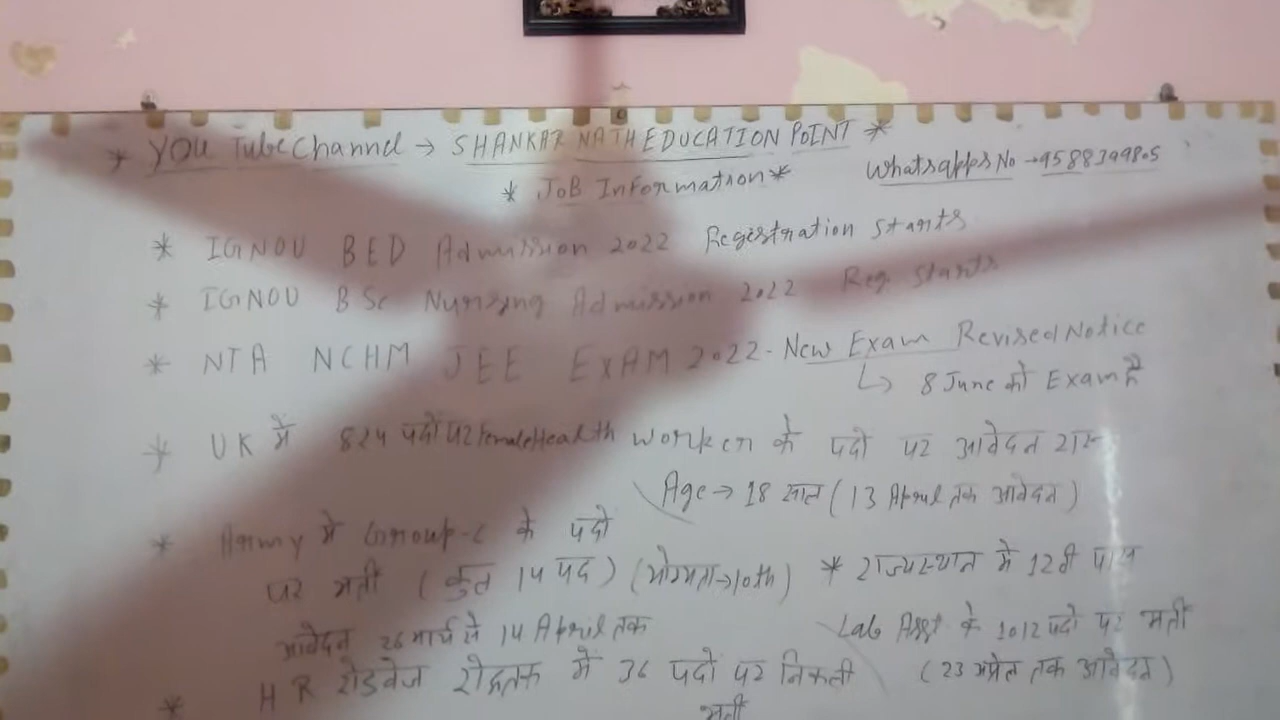 * YOU TubeChannel → SHANKAR NATH EDUCATION POINT *
* JOB Information *
Whatsapps No → 9588399805
* IGNOU BED Admission 2022 Registration Starts
* IGNOU BSc Nursing Admission 2022 Reg. Starts
* NTA NCHM JEE EXAM 2022 - New Exam Revised Notice
↳ 8 June को Exam है
* UK में 824 पदो पर Female Health Worker के पदो पर आवेदन
Age → 18 साल (13 April तक आवेदन)
* Army मे Group-C के पदो
पर भर्ती (कुल 14 पद) (योग्यता → 10th)
आवेदन 26 मार्च से 14 April तक
* राज्यस्थान मे 12वी पास
Lab Asst के 1012 पदो पर भर्ती
(23 अप्रेल तक आवेदन)
* HR रोडवेज रोहतक में 36 पदो पर निकली
भर्ती